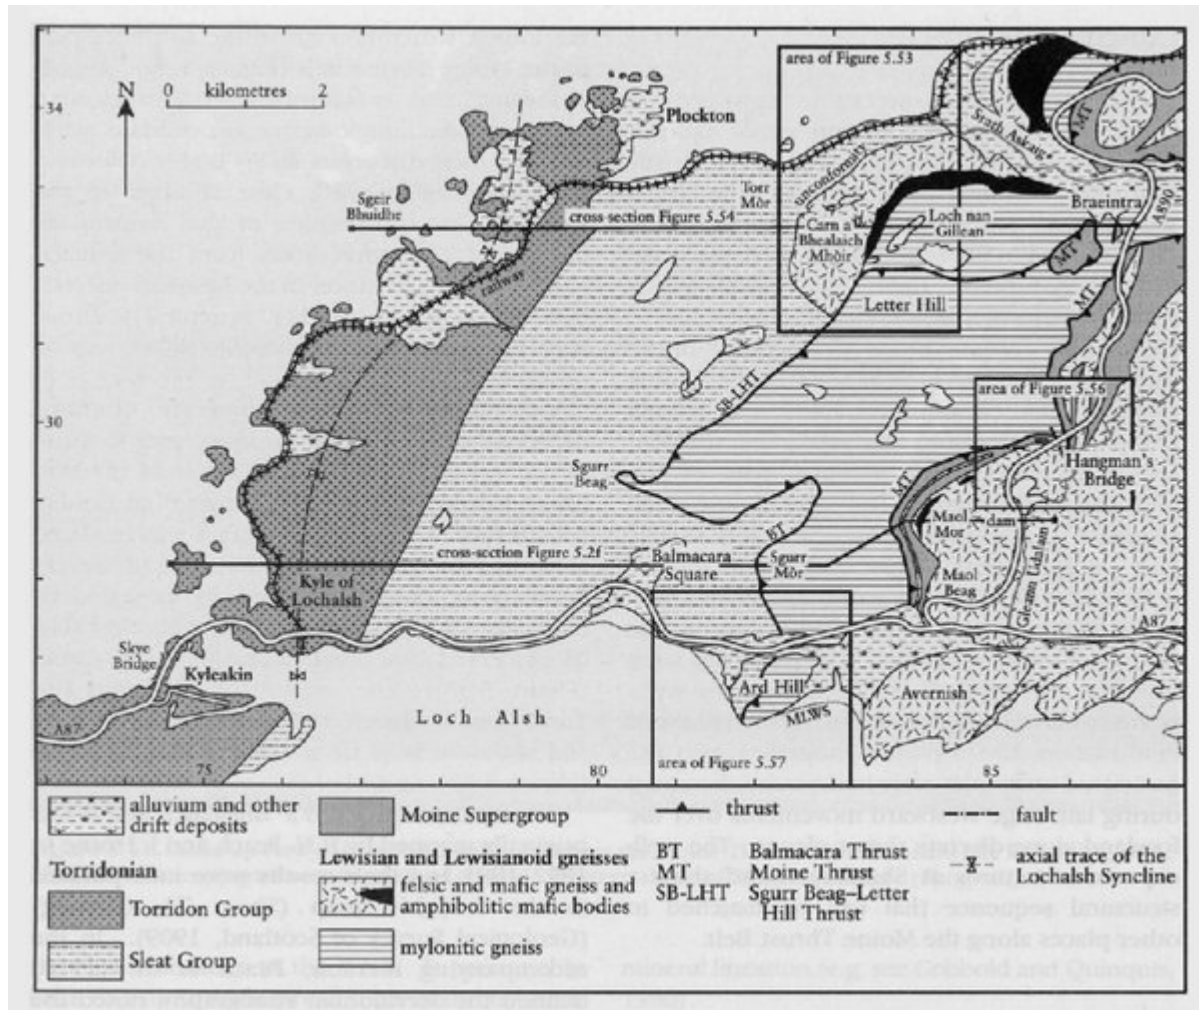 area of Figure 5.53
N
0 kilometres 2
34
Plockton
South Askaig
MT
Sgeir
Bhuidhe
Torr
Mòr
unconformity
cross-section Figure 5.54
Braeintra
A890
Loch nan
Gillean
Carn a'
Bhealaich
Mhòir
MT
railway
MT
Letter Hill
SB-LHT
area of Figure 5.56
30
Sgurr
Beag
Hangman's
Bridge
MT
BT
Maol
Mor
dam
cross-section Figure 5.2f
Balmacara
Square
Sgurr
Mòr
Kyle of
Lochalsh
Maol
Beag
Gleann Udalain
A87
Skye
Bridge
Kyleakin
Ard Hill
Avernish
MLWS
Loch Alsh
A87
75
80
area of Figure 5.57
85
alluvium and other
drift deposits
Torridonian
Torridon Group
Sleat Group
Moine Supergroup
Lewisian and Lewisianoid gneisses
felsic and mafic gneiss and
amphibolitic mafic bodies
mylonitic gneiss
thrust
BT Balmacara Thrust
MT Moine Thrust
SB-LHT Sgurr Beag–Letter
Hill Thrust
fault
axial trace of the
Lochalsh Syncline